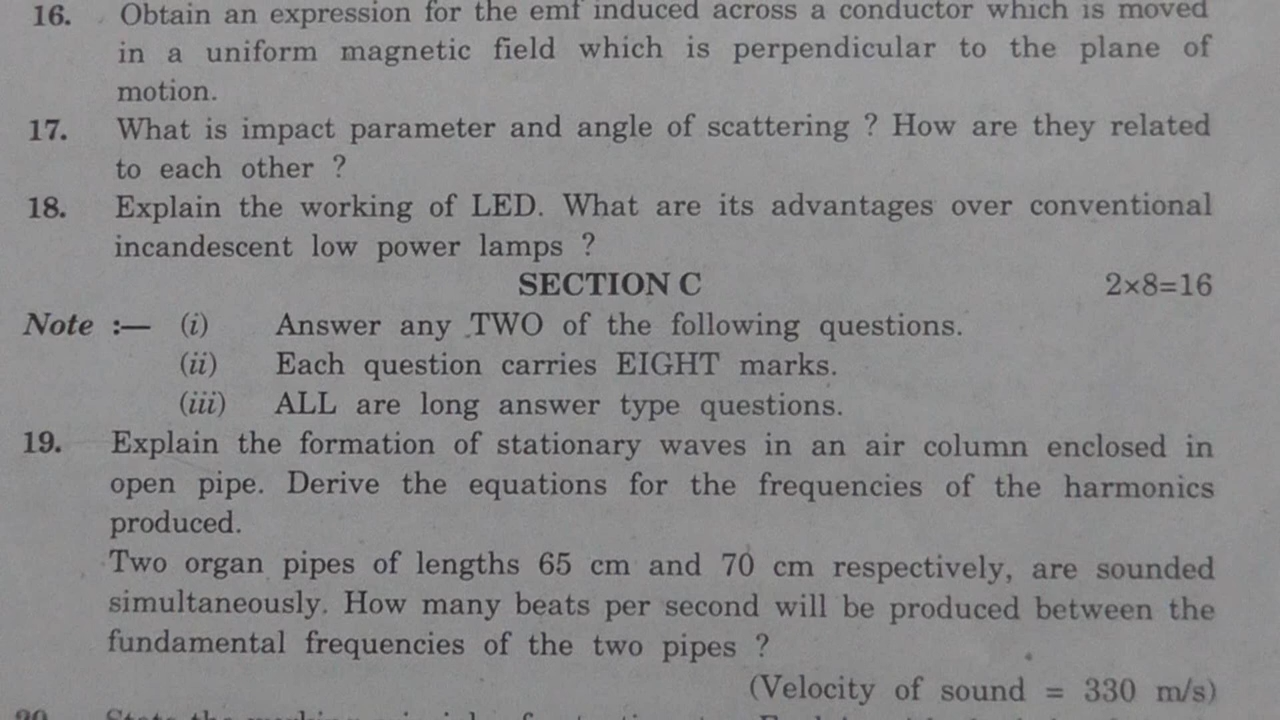 16. Obtain an expression for the emf induced across a conductor which is moved
in a uniform magnetic field which is perpendicular to the plane of
motion.
17. What is impact parameter and angle of scattering ? How are they related
to each other ?
18. Explain the working of LED. What are its advantages over conventional
incandescent low power lamps ?
SECTION C 2×8=16
Note :— (i) Answer any TWO of the following questions.
(ii) Each question carries EIGHT marks.
(iii) ALL are long answer type questions.
19. Explain the formation of stationary waves in an air column enclosed in
open pipe. Derive the equations for the frequencies of the harmonics
produced.
Two organ pipes of lengths 65 cm and 70 cm respectively, are sounded
simultaneously. How many beats per second will be produced between the
fundamental frequencies of the two pipes ?
(Velocity of sound = 330 m/s)
20. State the working principle of